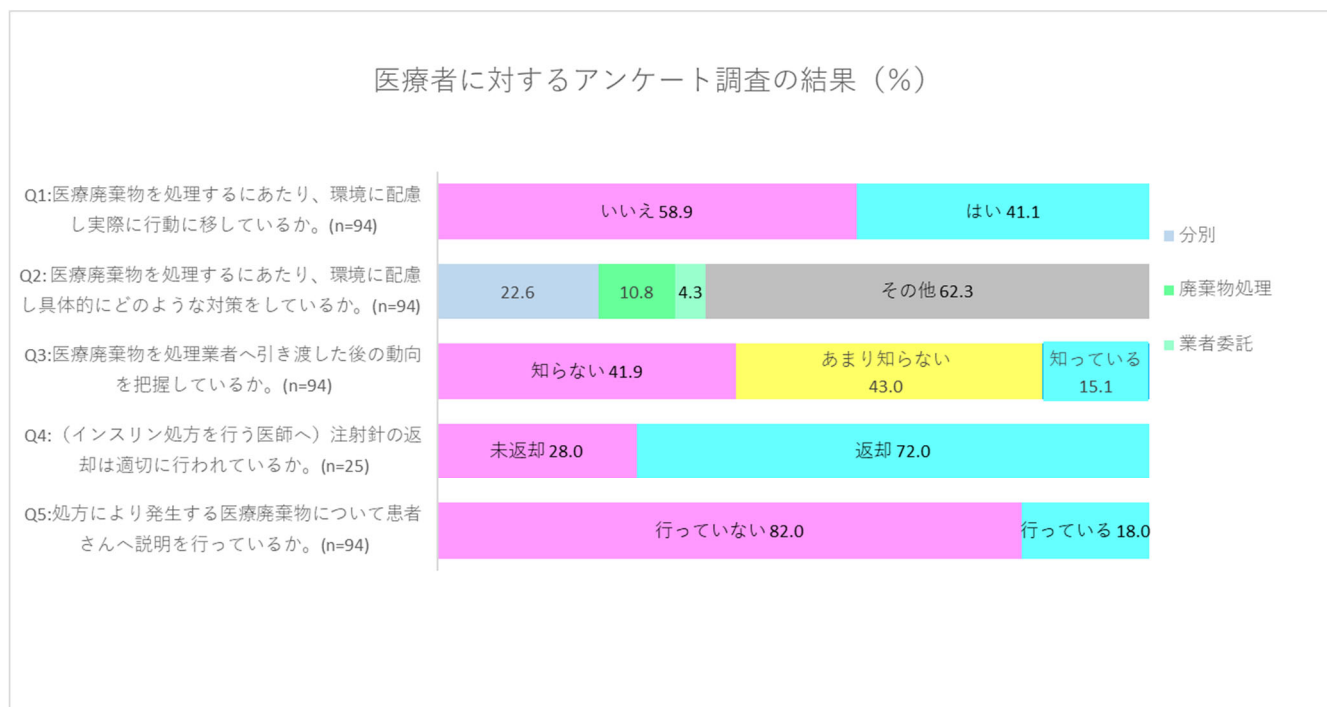 医療者に対するアンケート調査の結果（％）
Q1:医療廃棄物を処理するにあたり、環境に配慮
し実際に行動に移しているか。(n=94)
いいえ 58.9
はい 41.1
Q2:医療廃棄物を処理するにあたり、環境に配慮
し具体的にどのような対策をしているか。(n=94)
22.6
10.8
4.3
その他 62.3
Q3:医療廃棄物を処理業者へ引き渡した後の動向
を把握しているか。(n=94)
知らない 41.9
あまり知らない
43.0
知っている
15.1
Q4:（インスリン処方を行う医師へ）注射針の返
却は適切に行われているか。(n=25)
未返却 28.0
返却 72.0
Q5:処方により発生する医療廃棄物について患者
さんへ説明を行っているか。(n=94)
行っていない 82.0
行っている 18.0
分別
廃棄物処理
業者委託